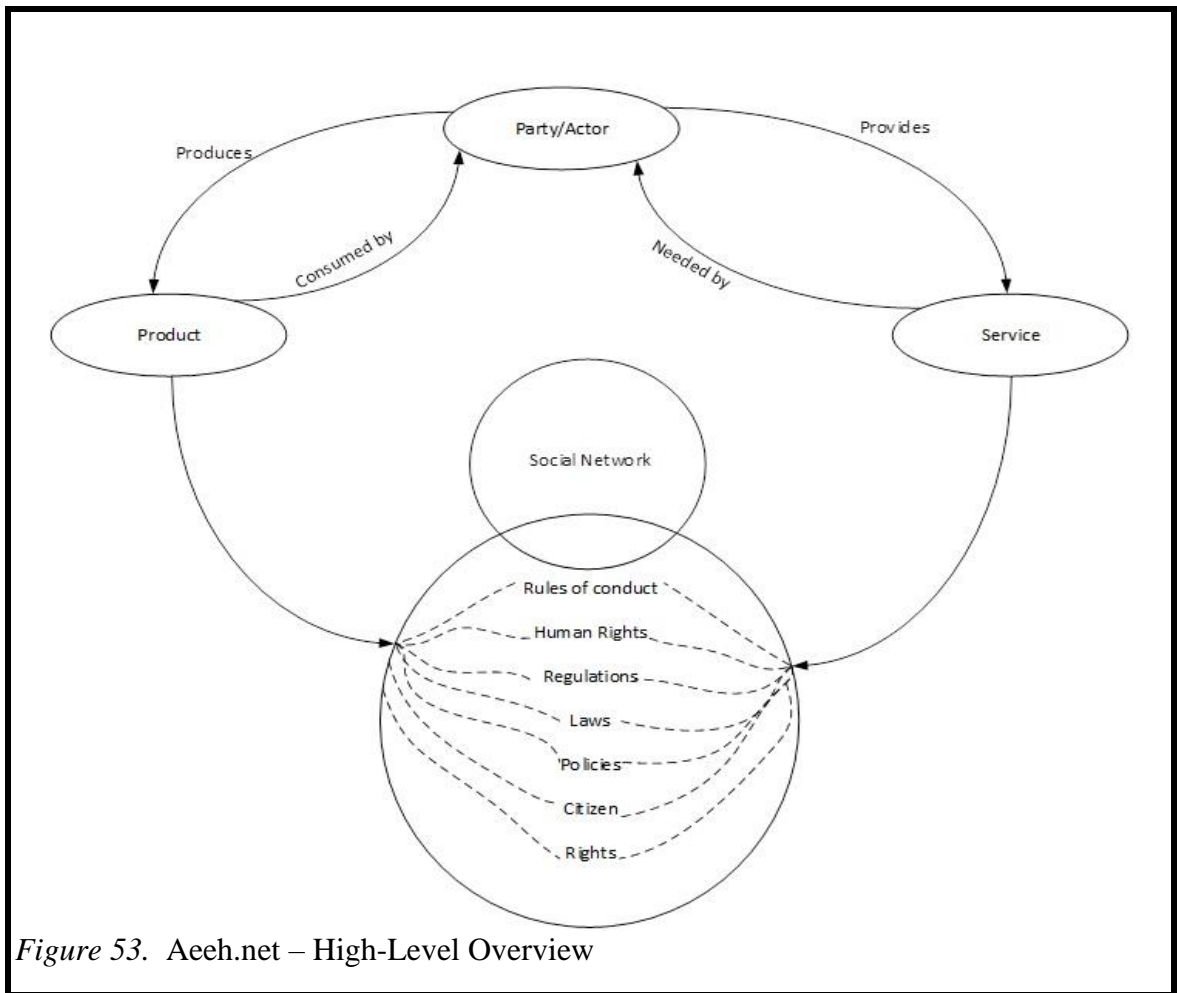 Party/Actor
Produces
Provides
Consumed by
Needed by
Product
Service
Social Network
Rules of conduct
Human Rights
Regulations
Laws
Policies
Citizen
Rights
Figure 53. Aeeh.net – High-Level Overview